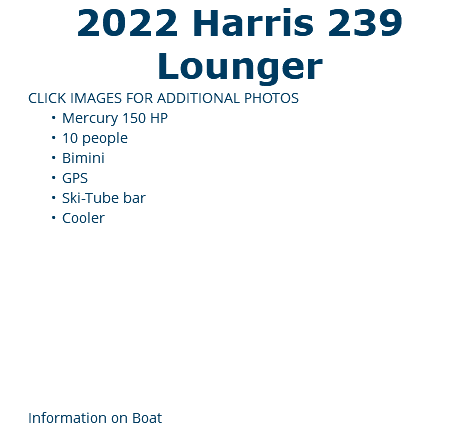 2022 Harris 239
Lounger
CLICK IMAGES FOR ADDITIONAL PHOTOS
• Mercury 150 HP
• 10 people
• Bimini
• GPS
• Ski-Tube bar
• Cooler
Information on Boat